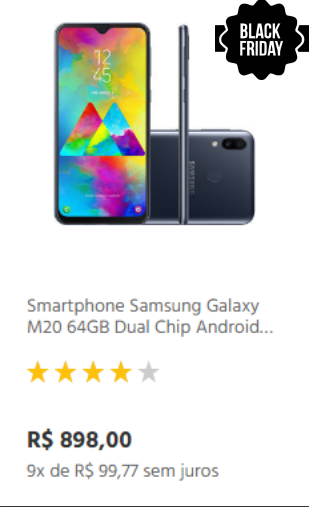 BLACK
FRIDAY
12
45
SAMSUNG
Smartphone Samsung Galaxy
M20 64GB Dual Chip Android...
R$ 898,00
9x de R$ 99,77 sem juros